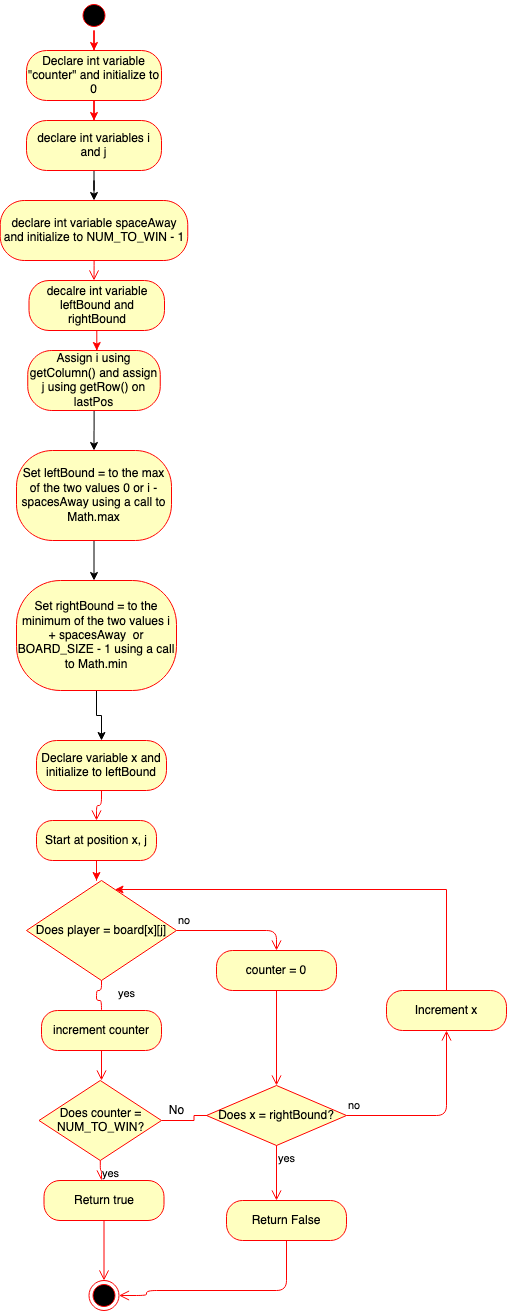 Declare int variable
"counter" and initialize to
0
declare int variables i
and j
declare int variable spaceAway
and initialize to NUM_TO_WIN - 1
decalre int variable
leftBound and
rightBound
Assign i using
getColumn() and assign
j using getRow() on
lastPos
Set leftBound = to the max
of the two values 0 or i -
spacesAway using a call to
Math.max
Set rightBound = to the
minimum of the two values i
+ spacesAway or
BOARD_SIZE - 1 using a call
to Math.min
Declare variable x and
initialize to leftBound
Start at position x, j
Does player = board[x][j]
no
counter = 0
yes
increment counter
Increment x
Does counter =
NUM_TO_WIN?
No
Does x = rightBound?
no
yes
yes
Return true
Return False